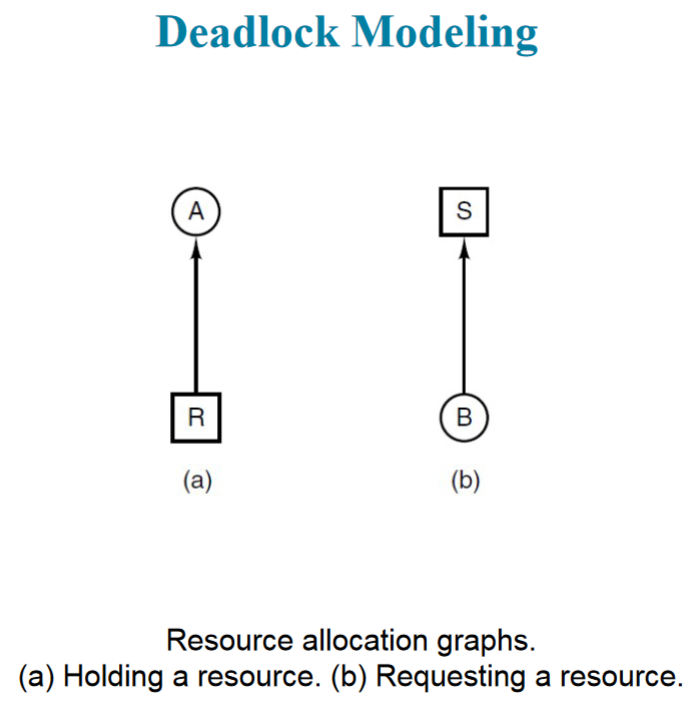 Deadlock Modeling
A
S
R
B
(a)
(b)
Resource allocation graphs.
(a) Holding a resource. (b) Requesting a resource.